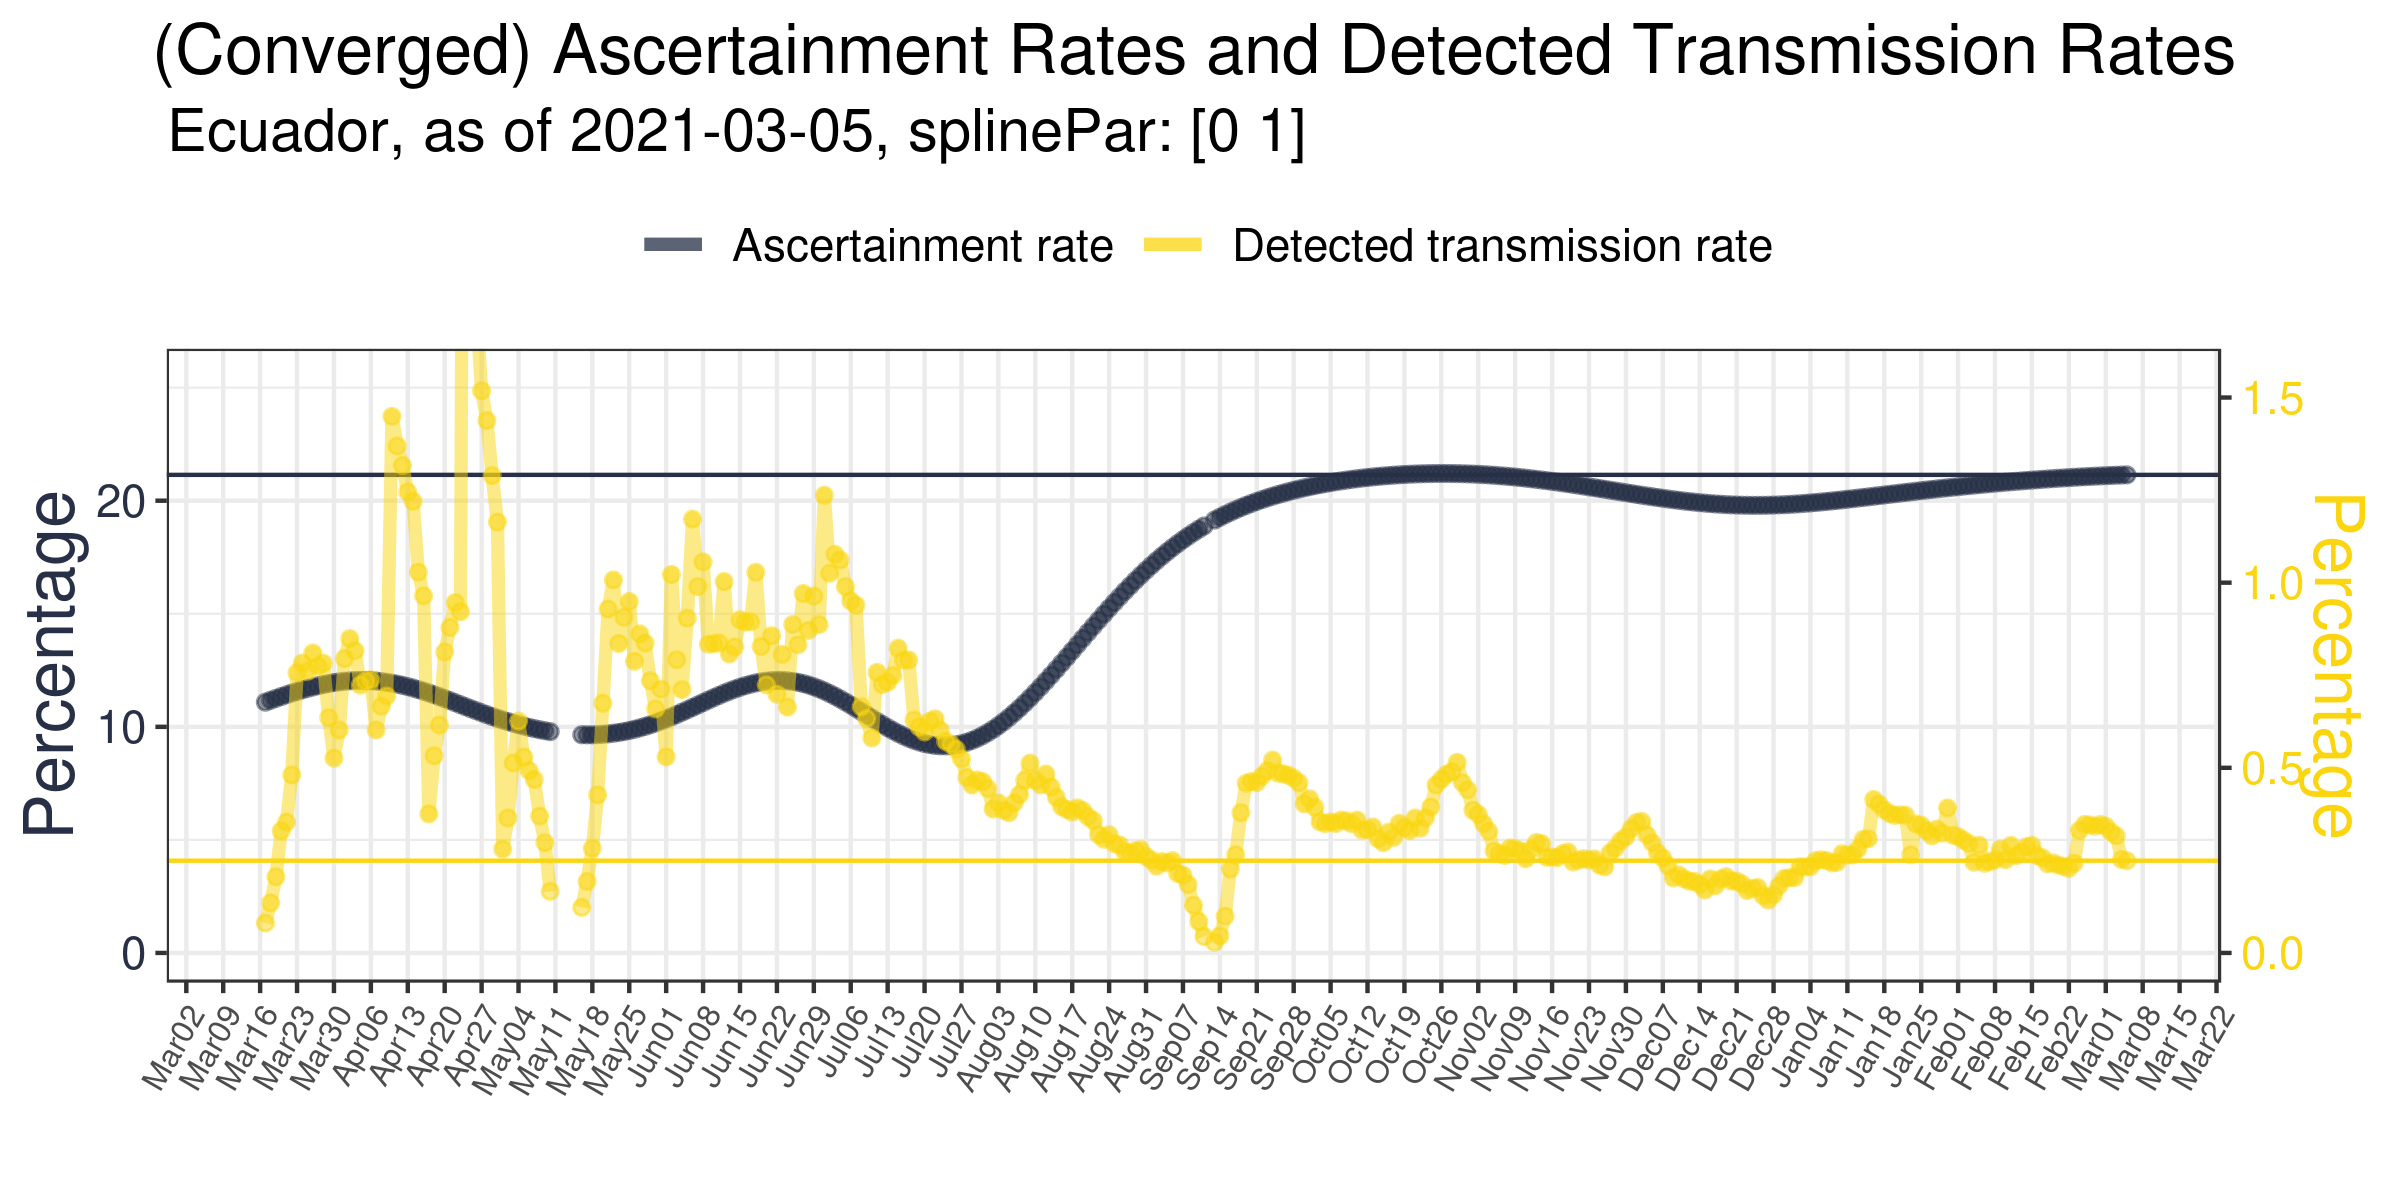 (Converged) Ascertainment Rates and Detected Transmission Rates
Ecuador, as of 2021-03-05, splinePar: [0 1]
Ascertainment rate
Detected transmission rate
Percentage
20
10
0
1.5
1.0
0.5
0.0
Percentage
Mar02
Mar09
Mar16
Mar23
Mar30
Apr06
Apr13
Apr20
Apr27
May04
May11
May18
May25
Jun01
Jun08
Jun15
Jun22
Jun29
Jul06
Jul13
Jul20
Jul27
Aug03
Aug10
Aug17
Aug24
Aug31
Sep07
Sep14
Sep21
Sep28
Oct05
Oct12
Oct19
Oct26
Nov02
Nov09
Nov16
Nov23
Nov30
Dec07
Dec14
Dec21
Dec28
Dec04
Jan11
Jan18
Jan25
Feb01
Feb08
Feb15
Feb22
Mar01
Mar08
Mar15
Mar22